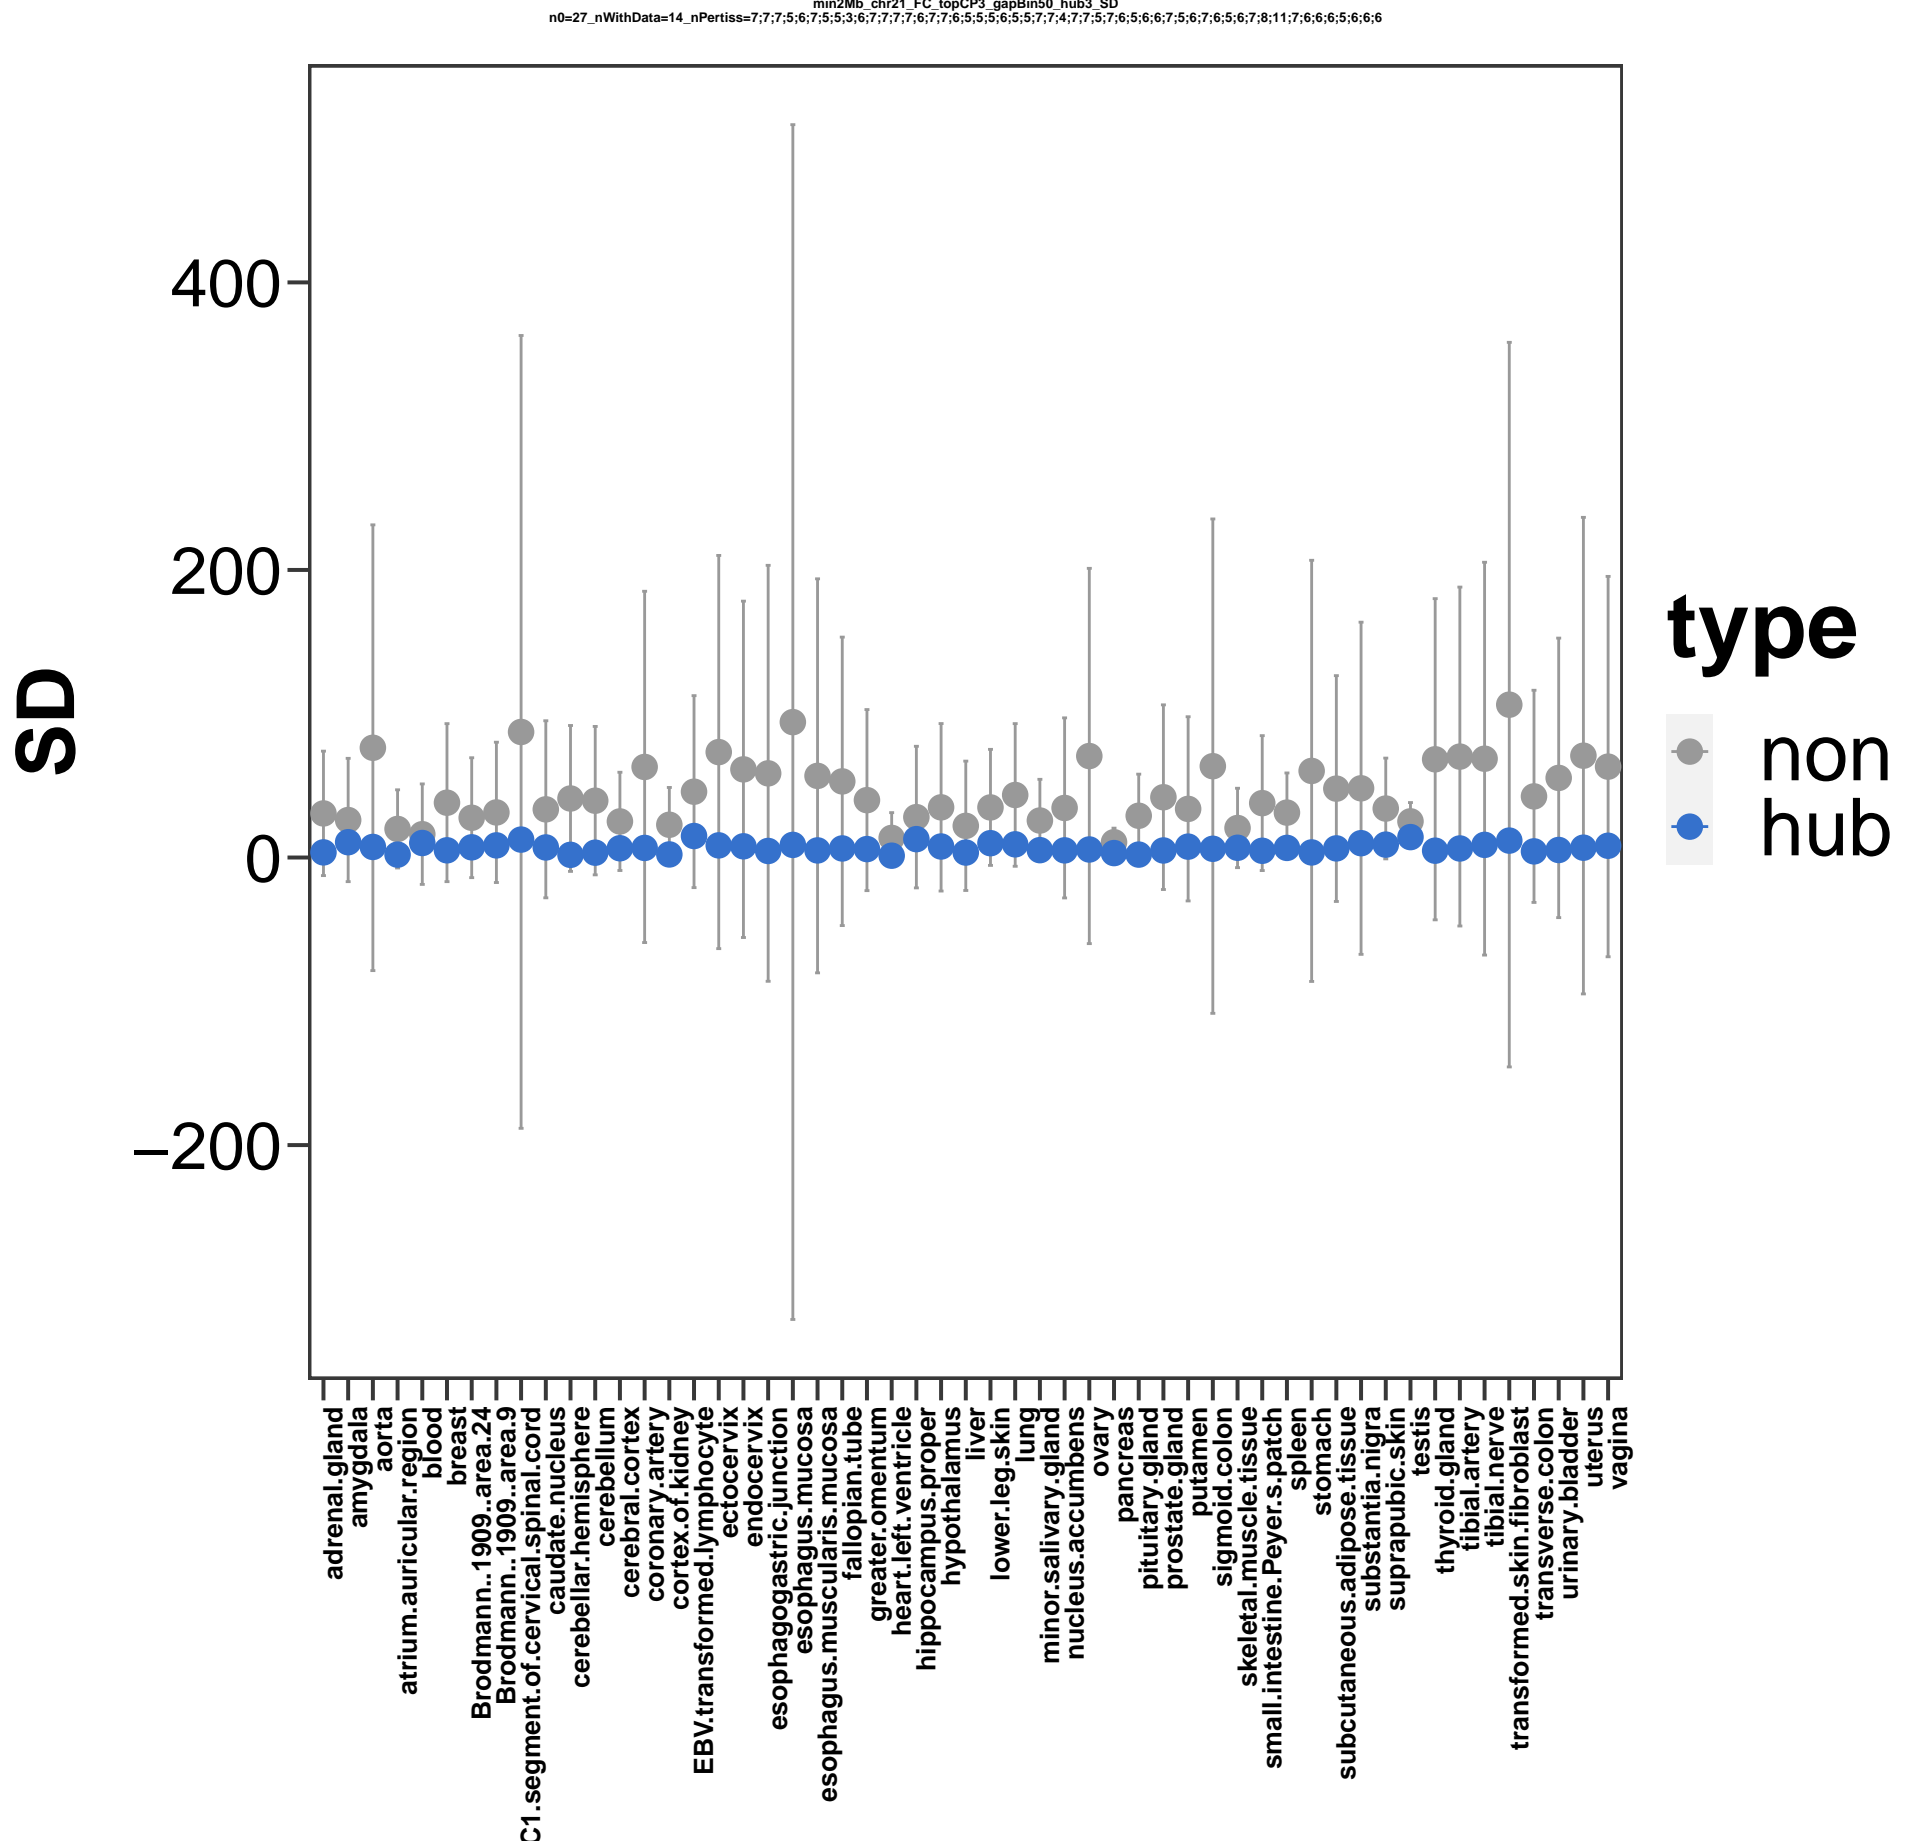 min2Mb_chr21_FC_topCP3_gapBin50_hub3_SD
n0=27_nWithData=14_nPertiss=7;7;7;5;6;7;5;5;3;6;7;7;7;7;6;7;7;6;5;5;5;6;5;5;7;7;4;7;7;5;7;6;5;6;6;7;5;6;7;6;5;6;7;8;11;7;6;6;6;5;6;6;6
SD
400
200
0
−200
adrenal.gland
amygdala
aorta
atrium.auricular.region
blood
breast
Brodmann..1909..area.24
Brodmann..1909..area.9
C1.segment.of.cervical.spinal.cord
caudate.nucleus
cerebellar.hemisphere
cerebellum
cerebral.cortex
coronary.artery
cortex.of.kidney
EBV.transformed.lymphocyte
ectocervix
endocervix
esophagogastric.junction
esophagus.mucosa
esophagus.muscularis.mucosa
fallopian.tube
greater.omentum
heart.left.ventricle
hippocampus.proper
hypothalamus
liver
lower.leg.skin
lung
minor.salivary.gland
nucleus.accumbens
ovary
pancreas
pituitary.gland
prostate.gland
putamen
sigmoid.colon
skeletal.muscle.tissue
small.intestine.Peyer.s.patch
spleen
stomach
subcutaneous.adipose.tissue
substantia.nigra
suprapubic.skin
testis
thyroid.gland
tibial.artery
tibial.nerve
transformed.skin.fibroblast
transverse.colon
urinary.bladder
uterus
vagina
type
non
hub